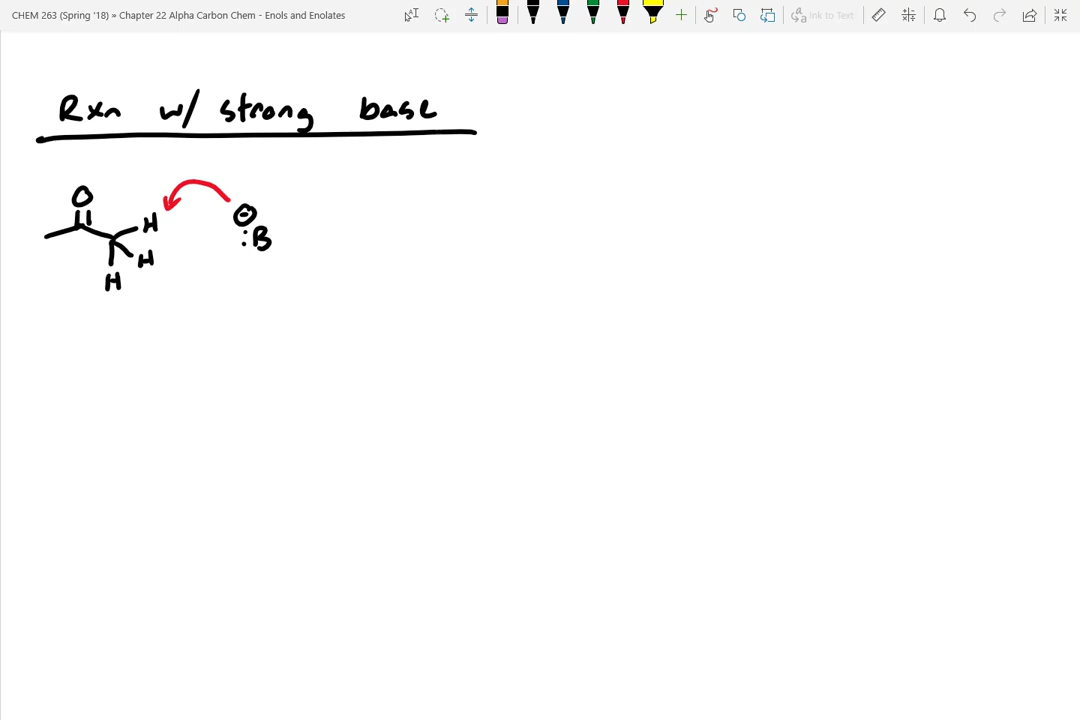 CHEM 263 (Spring '18) » Chapter 22 Alpha Carbon Chem - Enols and Enolates
Ink to Text
Rxn w/ strong base
O
H
⊖
:B
H
H